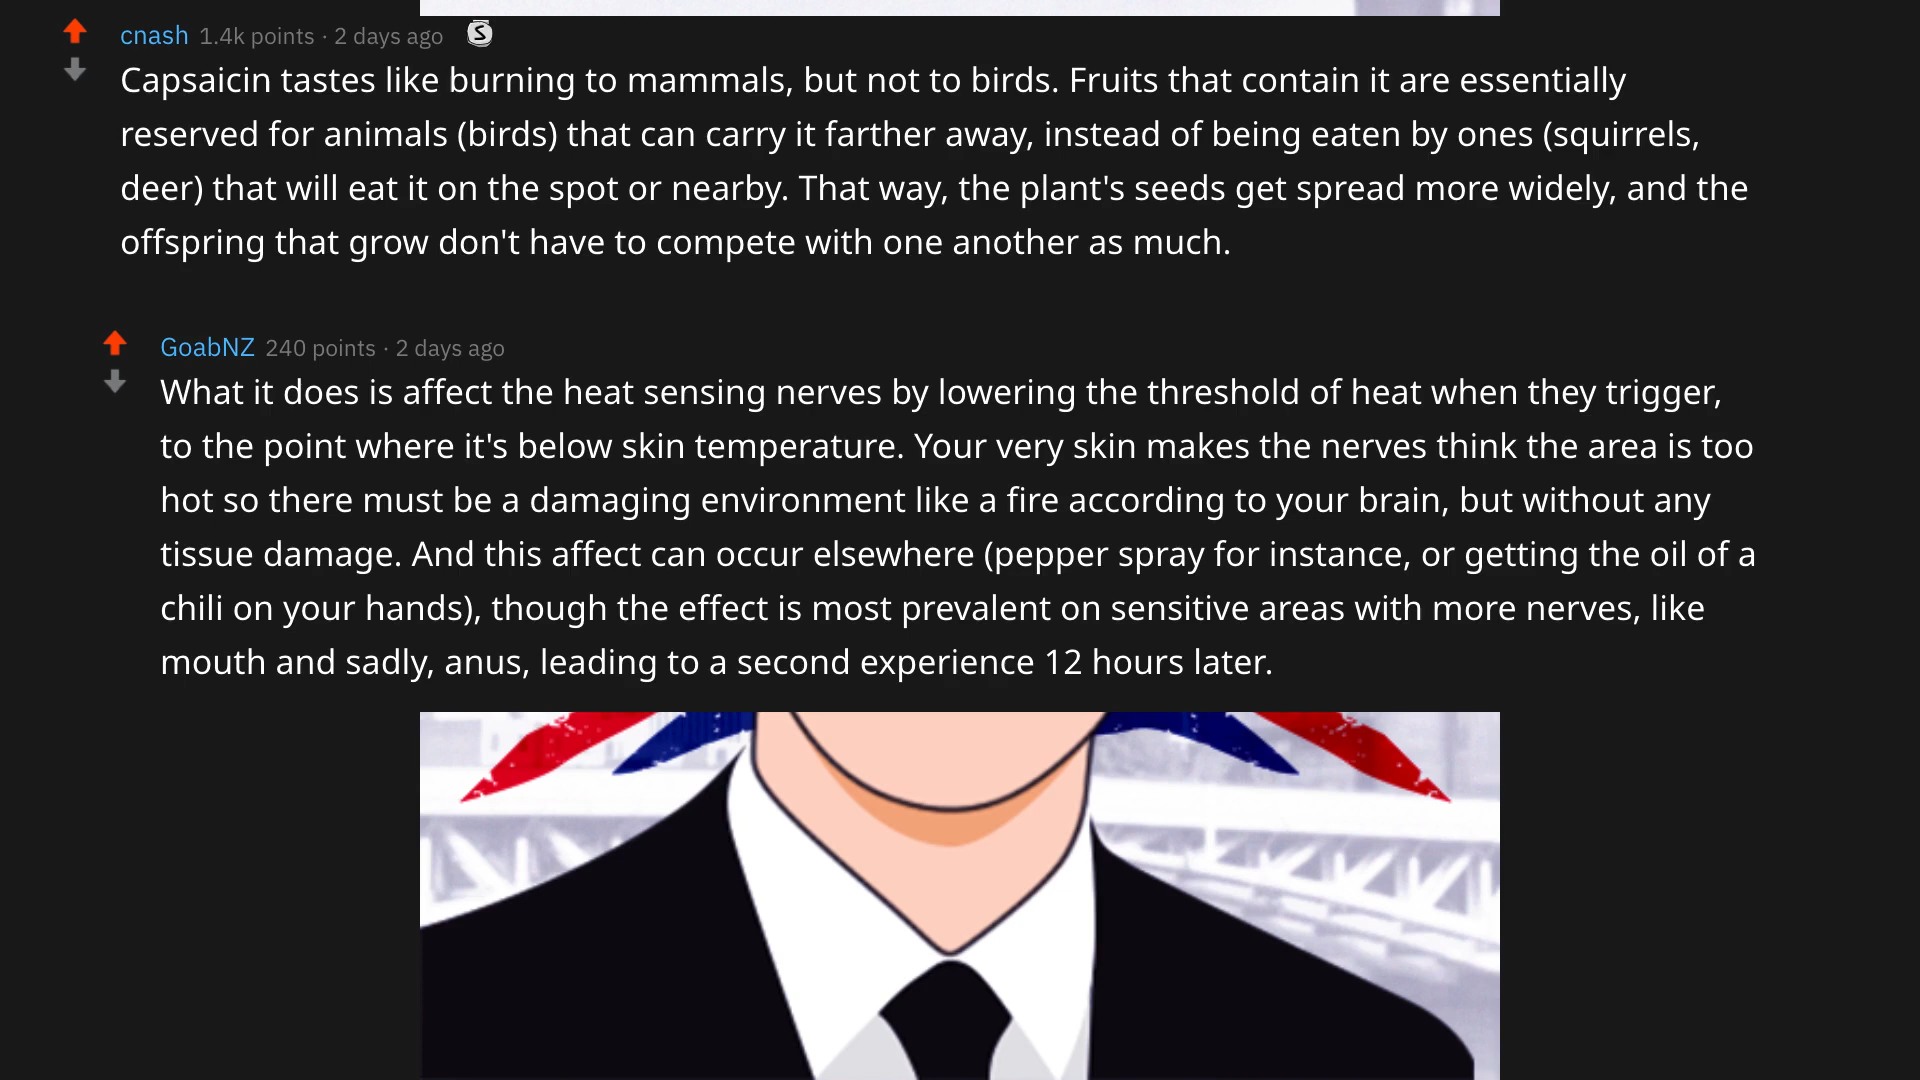 cnash 1.4k points · 2 days ago S
Capsaicin tastes like burning to mammals, but not to birds. Fruits that contain it are essentially
reserved for animals (birds) that can carry it farther away, instead of being eaten by ones (squirrels,
deer) that will eat it on the spot or nearby. That way, the plant's seeds get spread more widely, and the
offspring that grow don't have to compete with one another as much.
GoabNZ 240 points · 2 days ago
What it does is affect the heat sensing nerves by lowering the threshold of heat when they trigger,
to the point where it's below skin temperature. Your very skin makes the nerves think the area is too
hot so there must be a damaging environment like a fire according to your brain, but without any
tissue damage. And this affect can occur elsewhere (pepper spray for instance, or getting the oil of a
chili on your hands), though the effect is most prevalent on sensitive areas with more nerves, like
mouth and sadly, anus, leading to a second experience 12 hours later.